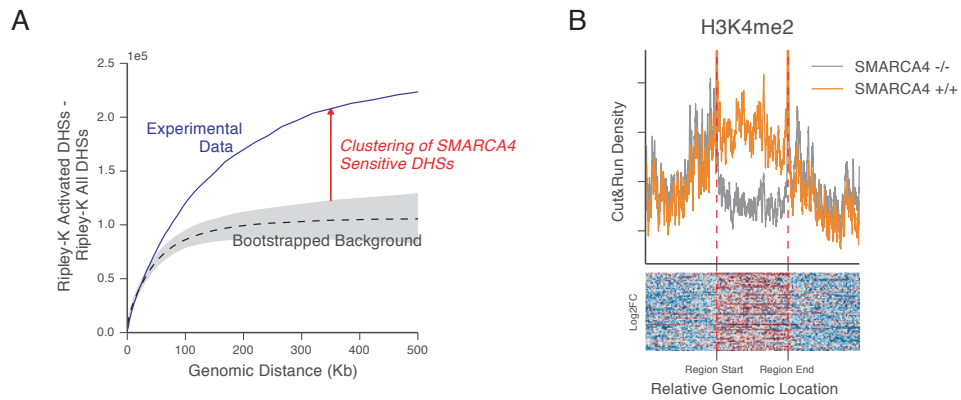 A
1e5
2.5
2.0
1.5
1.0
0.5
0.0
0
100
200
300
400
500
Ripley-K Activated DHSs -
Ripley-K All DHSs
Experimental
Data
Clustering of SMARCA4
Sensitive DHSs
Bootstrapped Background
Genomic Distance (Kb)
B
H3K4me2
SMARCA4 -/-
SMARCA4 +/+
Cut&Run Density
Log2FC
Region Start
Region End
Relative Genomic Location